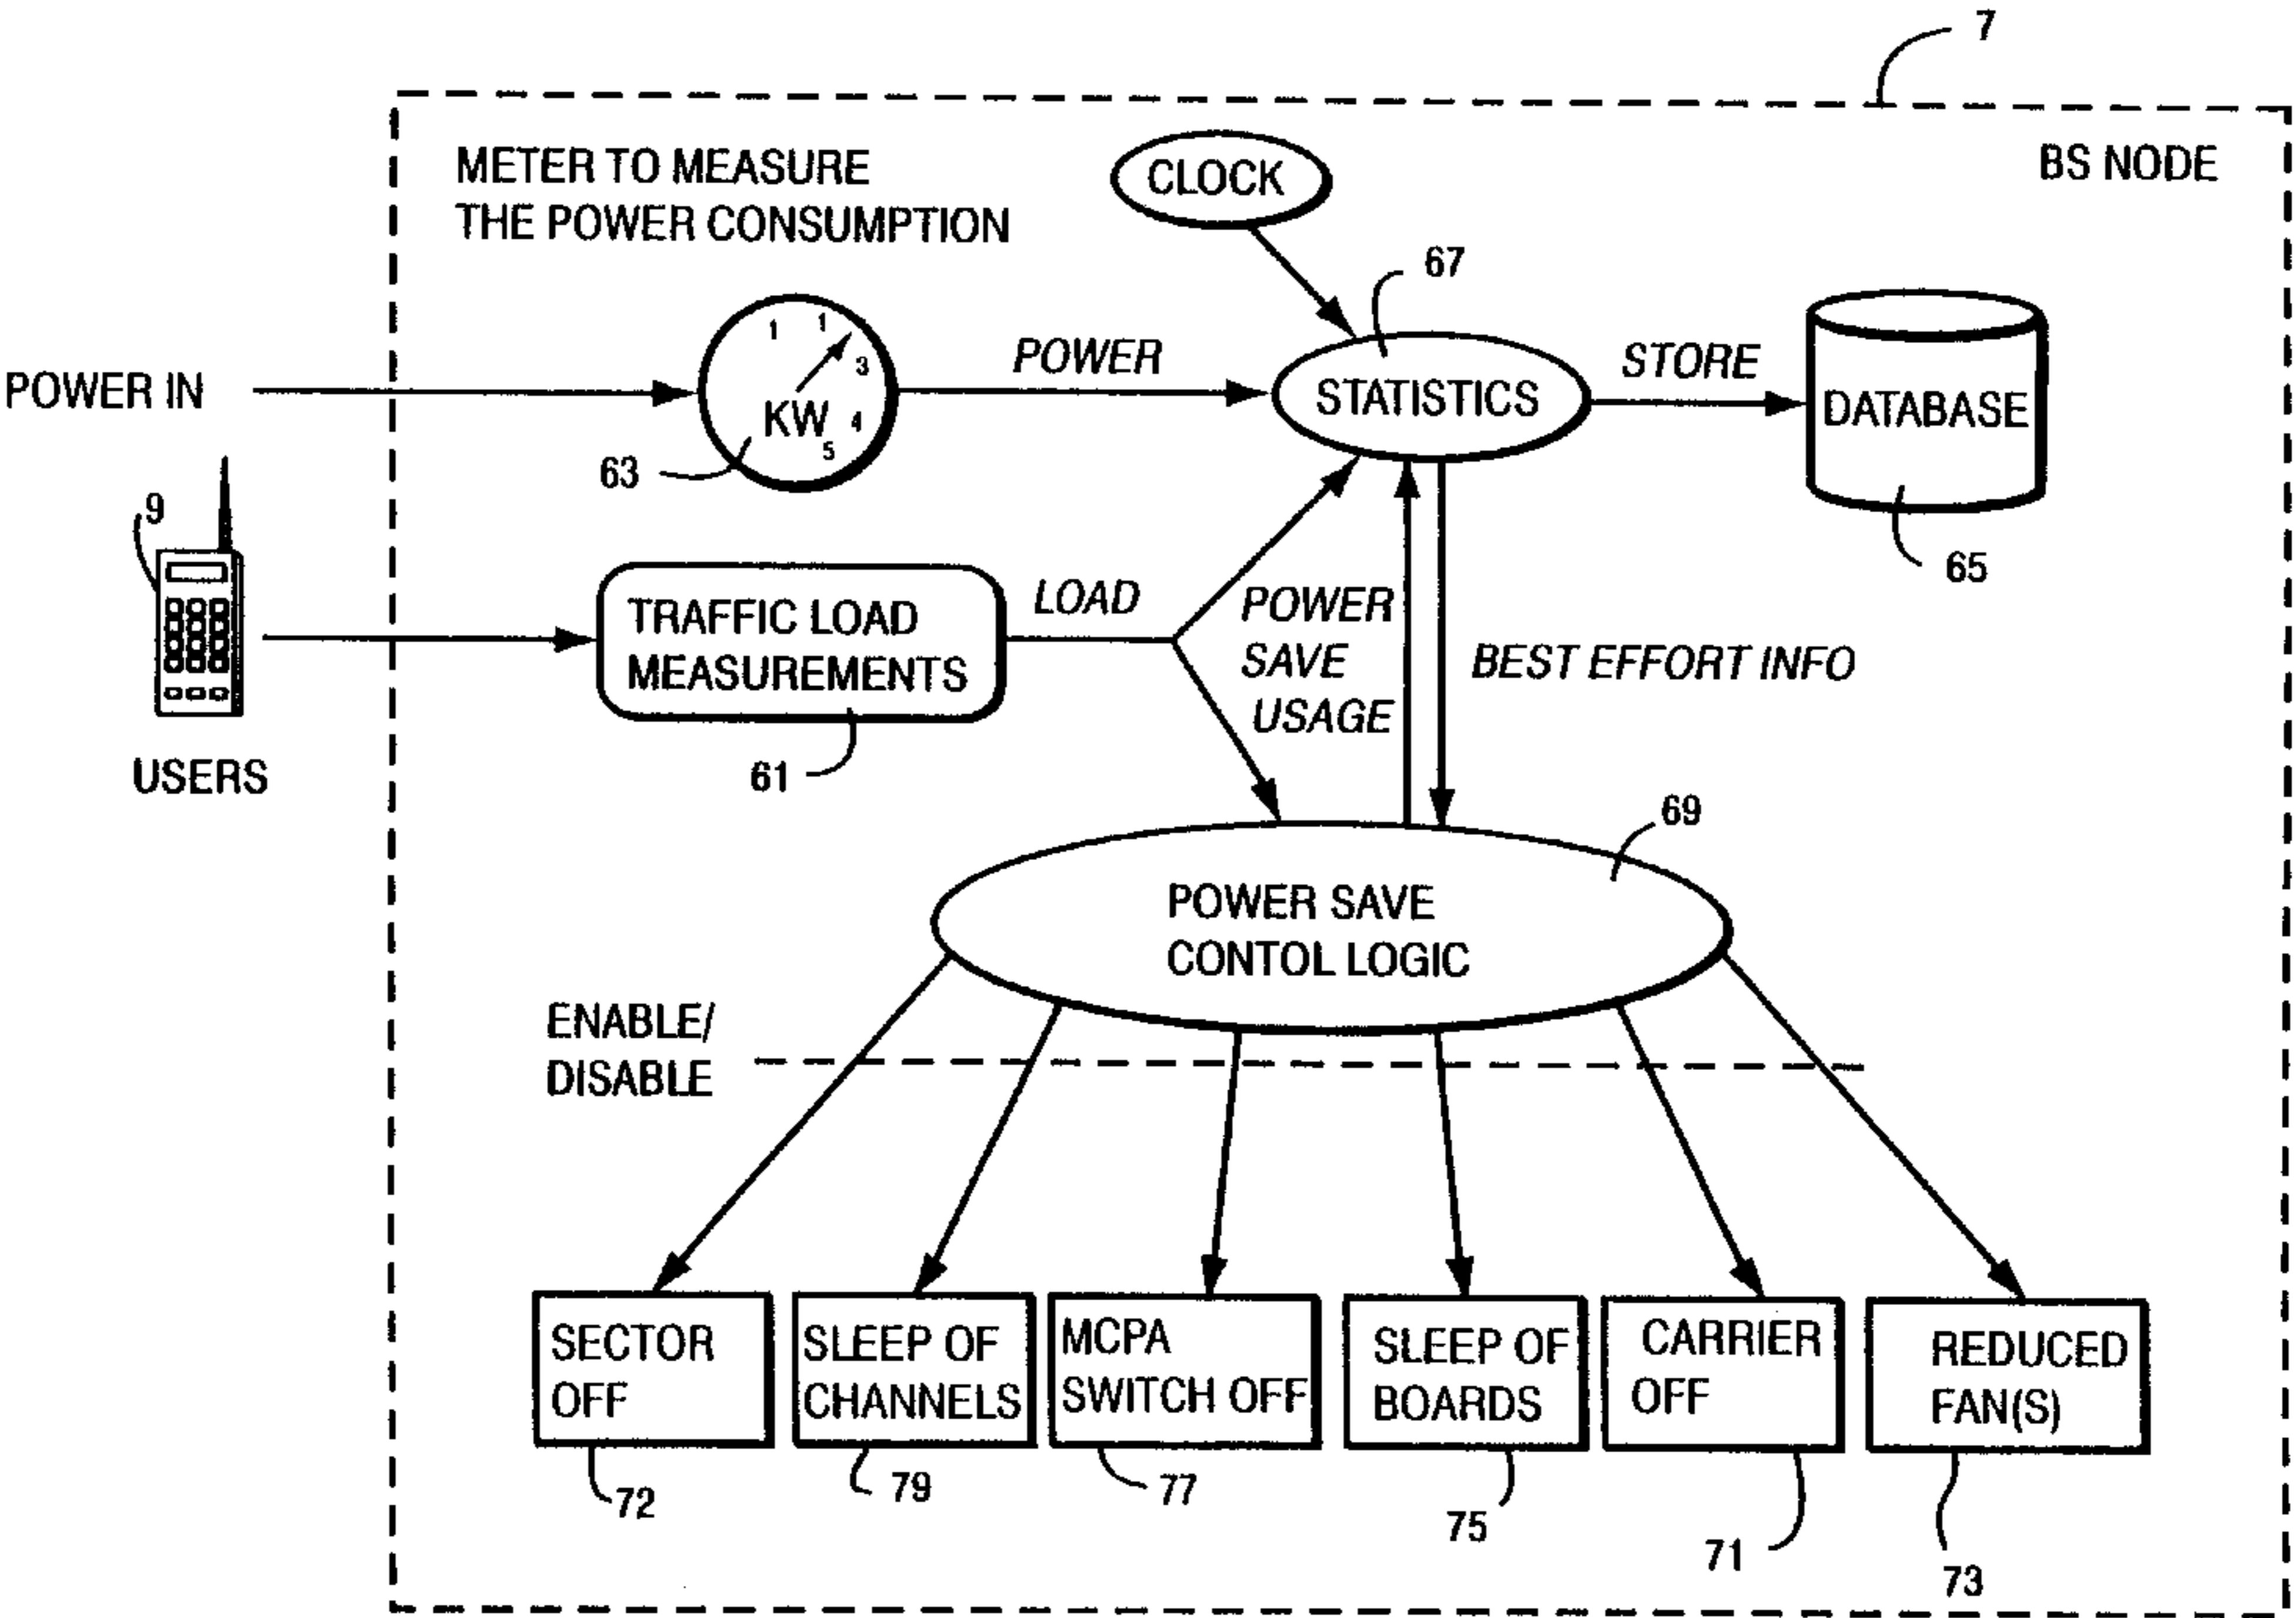 7
BS NODE
METER TO MEASURE
THE POWER CONSUMPTION
CLOCK
67
1 1 3 4 5
KW
63
POWER IN
POWER
STATISTICS
STORE
DATABASE
65
9
USERS
TRAFFIC LOAD
MEASUREMENTS
61
LOAD
POWER
SAVE
USAGE
BEST EFFORT INFO
69
POWER SAVE
CONTOL LOGIC
ENABLE/
DISABLE
SECTOR
OFF
72
SLEEP OF
CHANNELS
79
MCPA
SWITCH OFF
77
SLEEP OF
BOARDS
75
CARRIER
OFF
71
REDUCED
FAN(S)
73